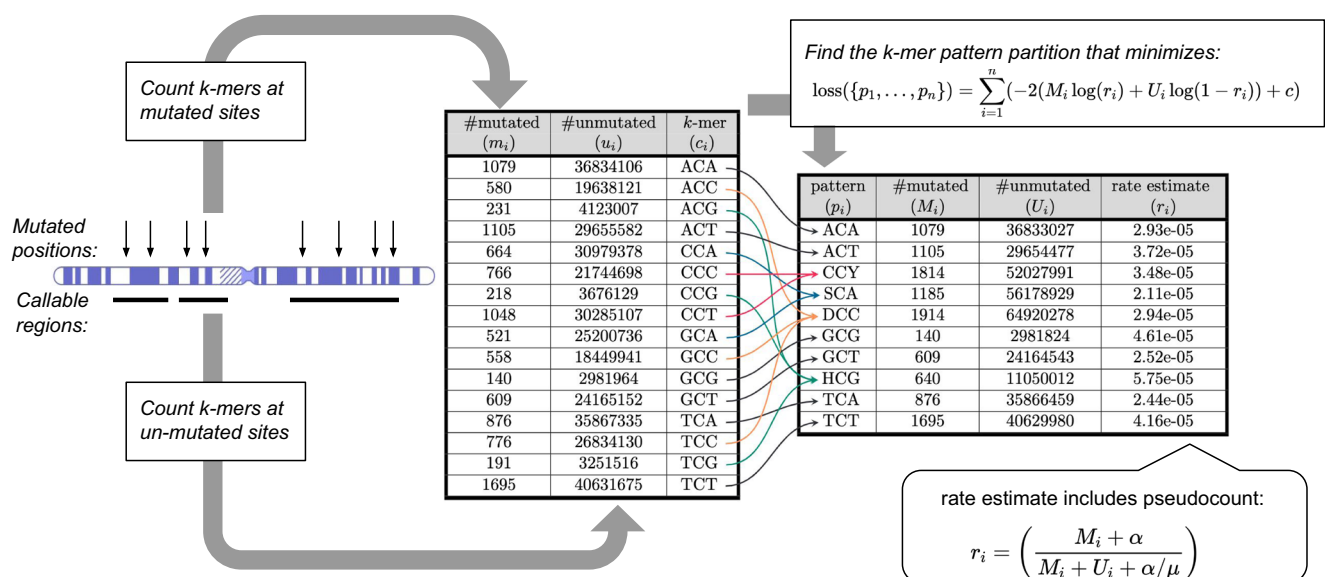 Count k-mers at
mutated sites
Mutated
positions:
Callable
regions:
Count k-mers at
un-mutated sites
#mutated #unmutated k-mer
(m_i) (u_i) (c_i)
1079 36834106 ACA
580 19638121 ACC
231 4123007 ACG
1105 29655582 ACT
664 30979378 CCA
766 21744698 CCC
218 3676129 CCG
1048 30285107 CCT
521 25200736 GCA
558 18449941 GCC
140 2981964 GCG
609 24165152 GCT
876 35867335 TCA
776 26834130 TCC
191 3251516 TCG
1695 40631675 TCT
Find the k-mer pattern partition that minimizes:
loss({p_1, . . . , p_n}) = \sum_{i=1}^{n} (−2(M_i log(r_i) + U_i log(1 − r_i)) + c)
pattern #mutated #unmutated rate estimate
(p_i) (M_i) (U_i) (r_i)
ACA 1079 36833027 2.93e-05
ACT 1105 29654477 3.72e-05
CCY 1814 52027991 3.48e-05
SCA 1185 56178929 2.11e-05
DCC 1914 64920278 2.94e-05
GCG 140 2981824 4.61e-05
GCT 609 24164543 2.52e-05
HCG 640 11050012 5.75e-05
TCA 876 35866459 2.44e-05
TCT 1695 40629980 4.16e-05
rate estimate includes pseudocount:
r_i = ( \frac{M_i + α}{M_i + U_i + α/μ} )